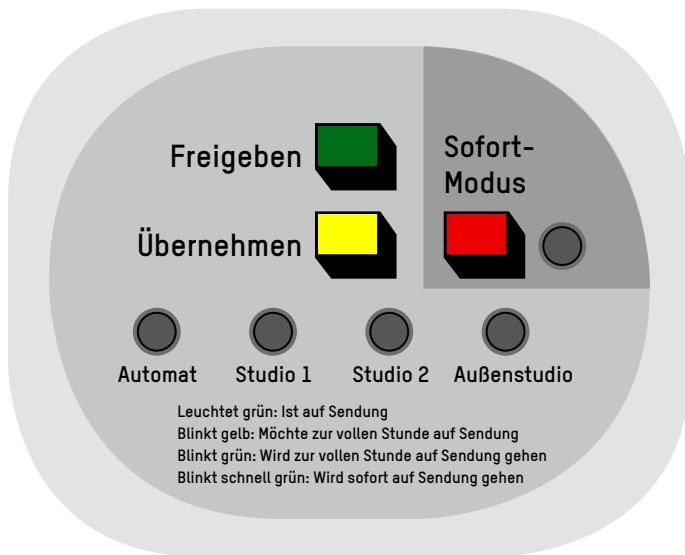 Freigeben
Sofort-
Modus
Übernehmen
Automat
Studio 1
Studio 2
Außenstudio
Leuchtet grün: Ist auf Sendung
Blinkt gelb: Möchte zur vollen Stunde auf Sendung
Blinkt grün: Wird zur vollen Stunde auf Sendung gehen
Blinkt schnell grün: Wird sofort auf Sendung gehen